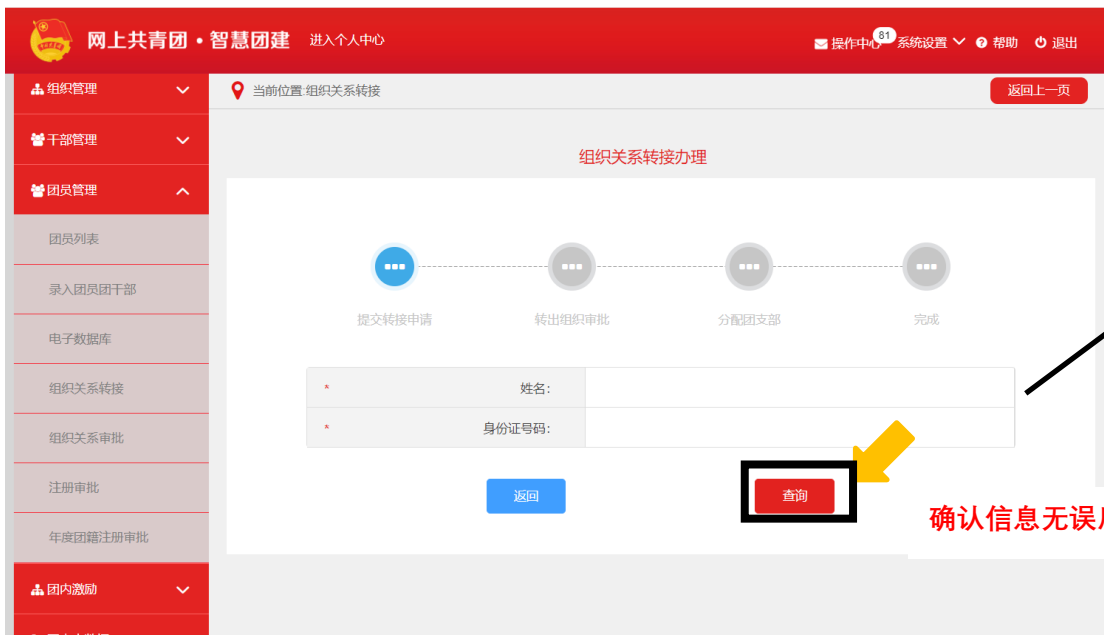 网上共青团·智慧团建 进入个人中心 操作中心 81 系统设置 帮助 退出
组织管理
当前位置:组织关系转接 返回上一页
干部管理
组织关系转接办理
团员管理
团员列表
录入团员团干部
提交转接申请 转出组织审批 分配团支部 完成
电子数据库
组织关系转接
* 姓名:
* 身份证号码:
组织关系审批
注册审批
返回 查询
确认信息无误
年度团籍注册审批
团内激励